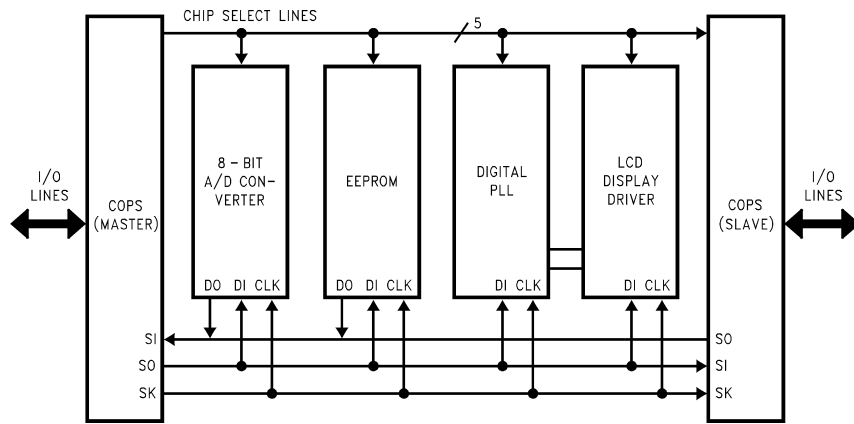 CHIP SELECT LINES
5
8 - BIT
A/D CON-
VERTER
EEPROM
DIGITAL
PLL
LCD
DISPLAY
DRIVER
I/O
LINES
COPS
(MASTER)
COPS
(SLAVE)
I/O
LINES
DO DI CLK
DO DI CLK
DI CLK
DI CLK
SI
SO
SO
SI
SK
SK